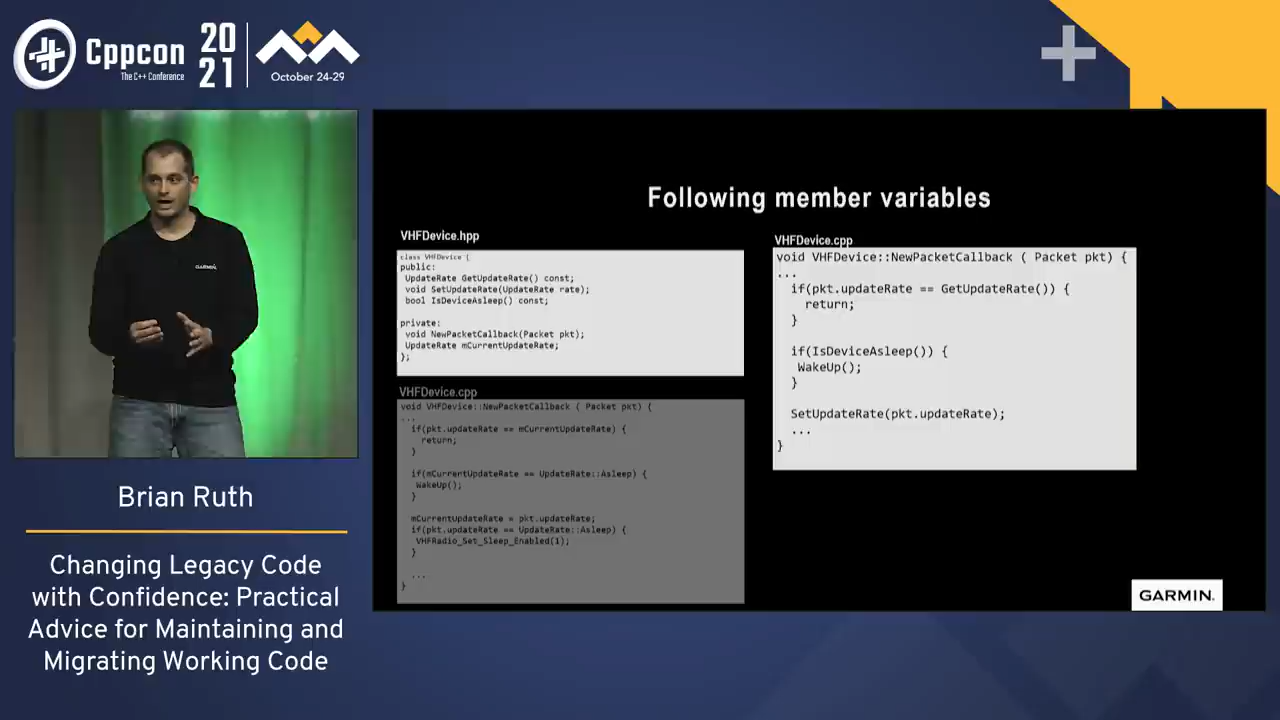 Cppcon
The C++ Conference
20
21
October 24-29
GARMIN.
Brian Ruth
Changing Legacy Code
with Confidence: Practical
Advice for Maintaining and
Migrating Working Code
Following member variables
VHFDevice.hpp
class VHFDevice {
public:
UpdateRate GetUpdateRate() const;
void SetUpdateRate(UpdateRate rate);
bool IsDeviceAsleep() const;
private:
void NewPacketCallback(Packet pkt);
UpdateRate mCurrentUpdateRate;
};
VHFDevice.cpp
void VHFDevice::NewPacketCallback ( Packet pkt) {
...
if(pkt.updateRate == mCurrentUpdateRate) {
return;
}
if(mCurrentUpdateRate == UpdateRate::Asleep) {
WakeUp();
}
mCurrentUpdateRate = pkt.updateRate;
if(pkt.updateRate == UpdateRate::Asleep) {
VHFRadio_Set_Sleep_Enabled(1);
}
...
}
VHFDevice.cpp
void VHFDevice::NewPacketCallback ( Packet pkt) {
...
if(pkt.updateRate == GetUpdateRate()) {
return;
}
if(IsDeviceAsleep()) {
WakeUp();
}
SetUpdateRate(pkt.updateRate);
...
}
GARMIN.